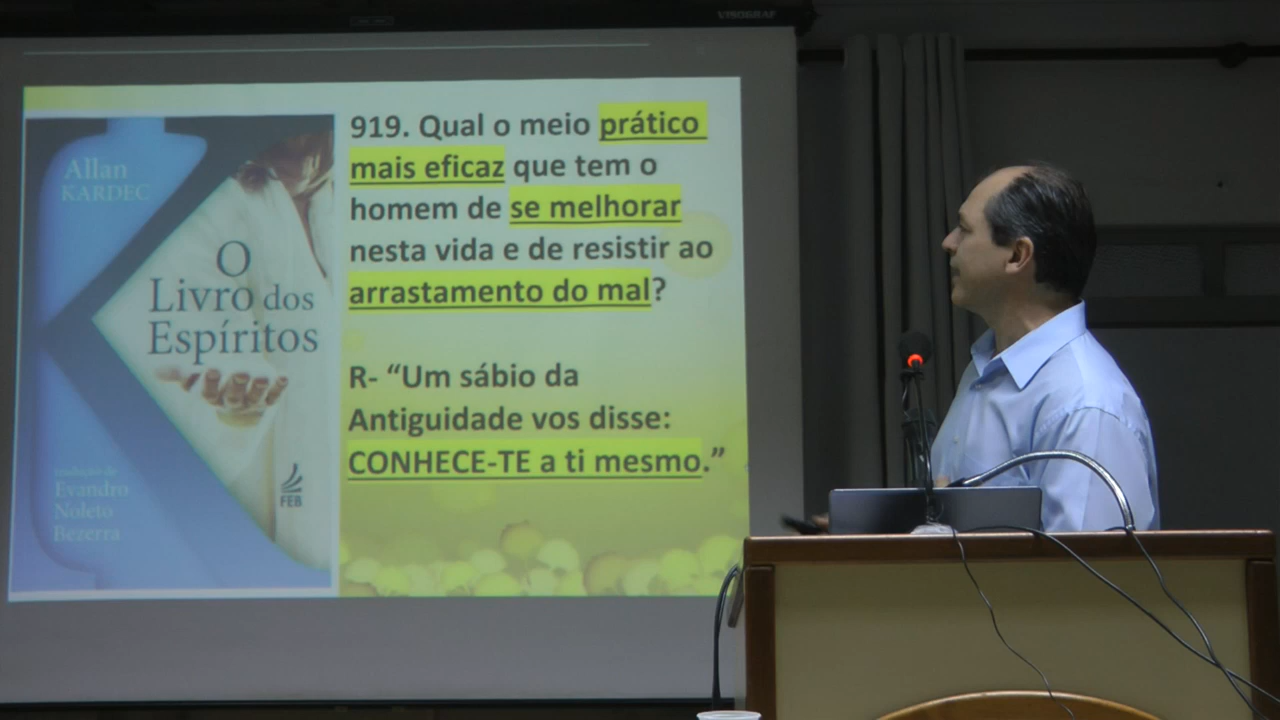 VISOGRAF
Allan
KARDEC
O
Livro dos
Espíritos
tradução de
Evandro
Noleto
Bezerra
FEB
919. Qual o meio prático
mais eficaz que tem o
homem de se melhorar
nesta vida e de resistir ao
arrastamento do mal?
R- “Um sábio da
Antiguidade vos disse:
CONHECE-TE a ti mesmo.”